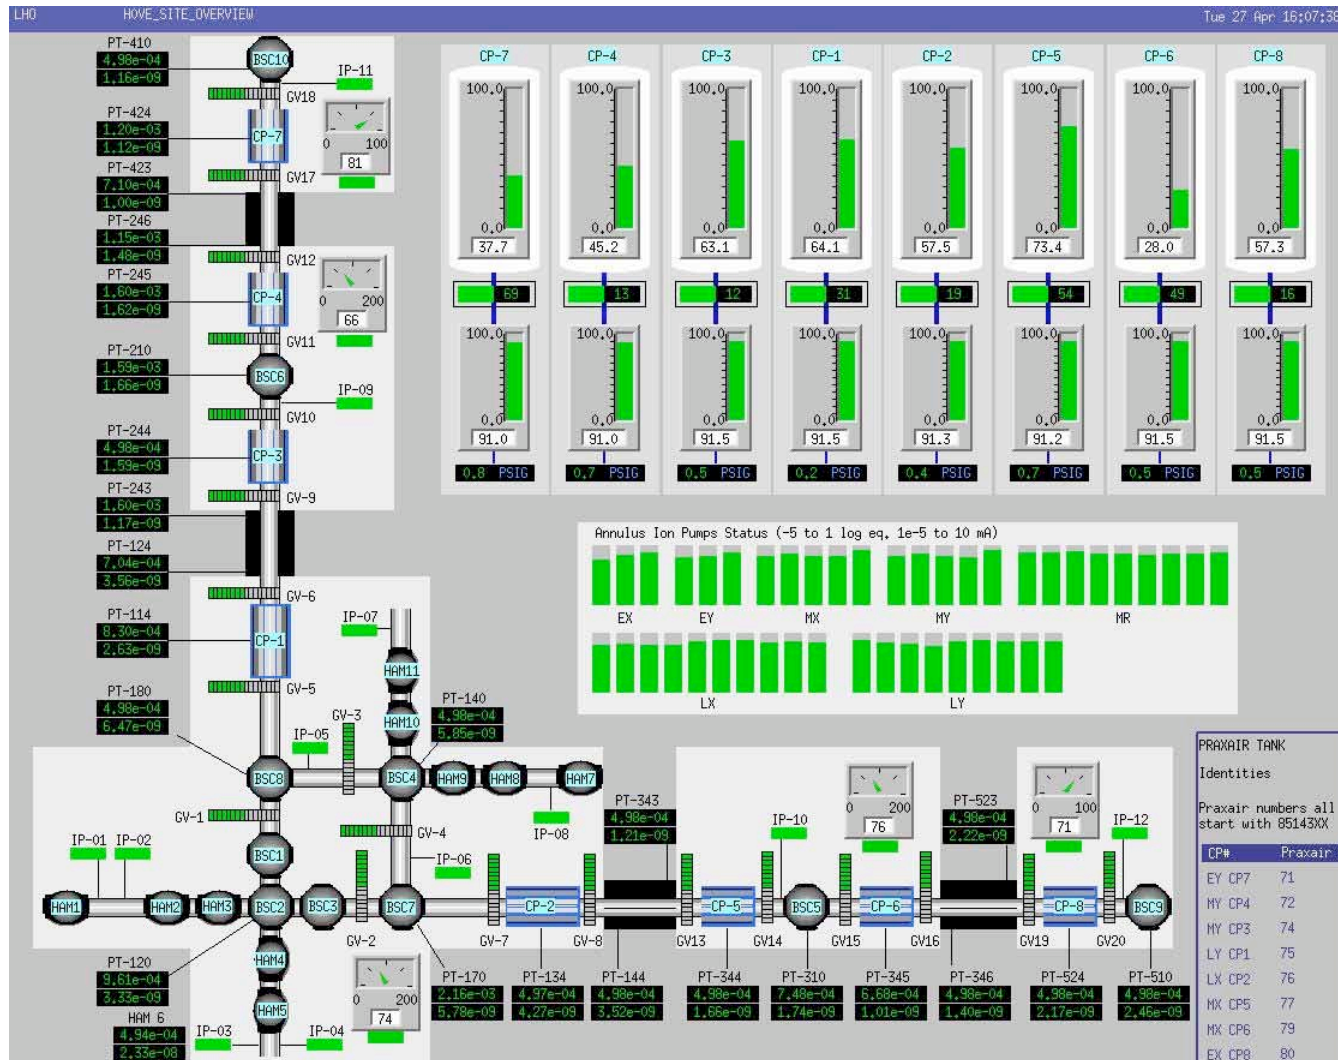 LHO HOVE_SITE_OVERVIEW Tue 27 Apr 16:07:38
PT-410
4.98e-04
1.16e-09
BSC10
IP-11
GV18
PT-424
1.20e-03
1.12e-09
CP-7
0 100
81
PT-423
7.10e-04
1.00e-09
GV17
PT-246
1.15e-03
1.48e-09
GV12
PT-245
1.60e-03
1.62e-09
CP-4
0 200
66
GV11
PT-210
1.59e-03
1.66e-09
BSC6
IP-09
GV10
PT-244
4.98e-04
1.59e-09
CP-3
GV-9
PT-243
1.60e-03
1.17e-09
PT-124
7.04e-04
3.56e-09
GV-6
PT-114
8.30e-04
2.63e-09
CP-1
GV-5
PT-180
4.98e-04
6.47e-09
CP-7 CP-4 CP-3 CP-1 CP-2 CP-5 CP-6 CP-8
100.0 100.0 100.0 100.0 100.0 100.0 100.0 100.0
0.0 0.0 0.0 0.0 0.0 0.0 0.0 0.0
37.7 45.2 63.1 64.1 57.5 73.4 28.0 57.3
69 13 12 31 19 54 49 16
100.0 100.0 100.0 100.0 100.0 100.0 100.0 100.0
0.0 0.0 0.0 0.0 0.0 0.0 0.0 0.0
91.0 91.0 91.5 91.5 91.3 91.2 91.5 91.5
0.8 PSIG 0.7 PSIG 0.5 PSIG 0.2 PSIG 0.4 PSIG 0.7 PSIG 0.5 PSIG 0.5 PSIG
Annulus Ion Pumps Status (-5 to 1 log eq. 1e-5 to 10 mA)
EX EY MX MY MR
LX LY
IP-07
HAM11
HAM10
PT-140
4.98e-04
5.85e-09
GV-3
IP-05
BSC8 BSC4 HAM9 HAM8 HAM7
IP-08
GV-1
GV-4
IP-06
IP-01 IP-02
BSC1
HAM1 HAM2 HAM3 BSC2 BSC3 BSC7 CP-2 CP-5 BSC5 CP-6 CP-8 BSC9
GV-2 GV-7 GV-8 GV13 GV14 GV15 GV16 GV19 GV20
PT-343
4.98e-04
1.21e-09
IP-10
0 200
76
PT-523
4.98e-04
2.22e-09
0 100
71
IP-12
HAM4
HAM5
PT-120
9.61e-04
3.33e-09
HAM 6
4.94e-04
2.33e-08
IP-03 IP-04
0 200
74
PT-170 PT-134 PT-144 PT-344 PT-310 PT-345 PT-346 PT-524 PT-510
2.16e-03 4.97e-04 4.98e-04 4.98e-04 7.48e-04 6.68e-04 4.98e-04 4.98e-04 4.98e-04
5.78e-09 4.27e-09 3.52e-09 1.66e-09 1.74e-09 1.01e-09 1.40e-09 2.17e-09 2.46e-09
PRAXAIR TANK
Identities
Praxair numbers all
start with 85143XX
CP# Praxair
EY CP7 71
MY CP4 72
MY CP3 74
LY CP1 75
LX CP2 76
MX CP5 77
MX CP6 79
EX CP8 80